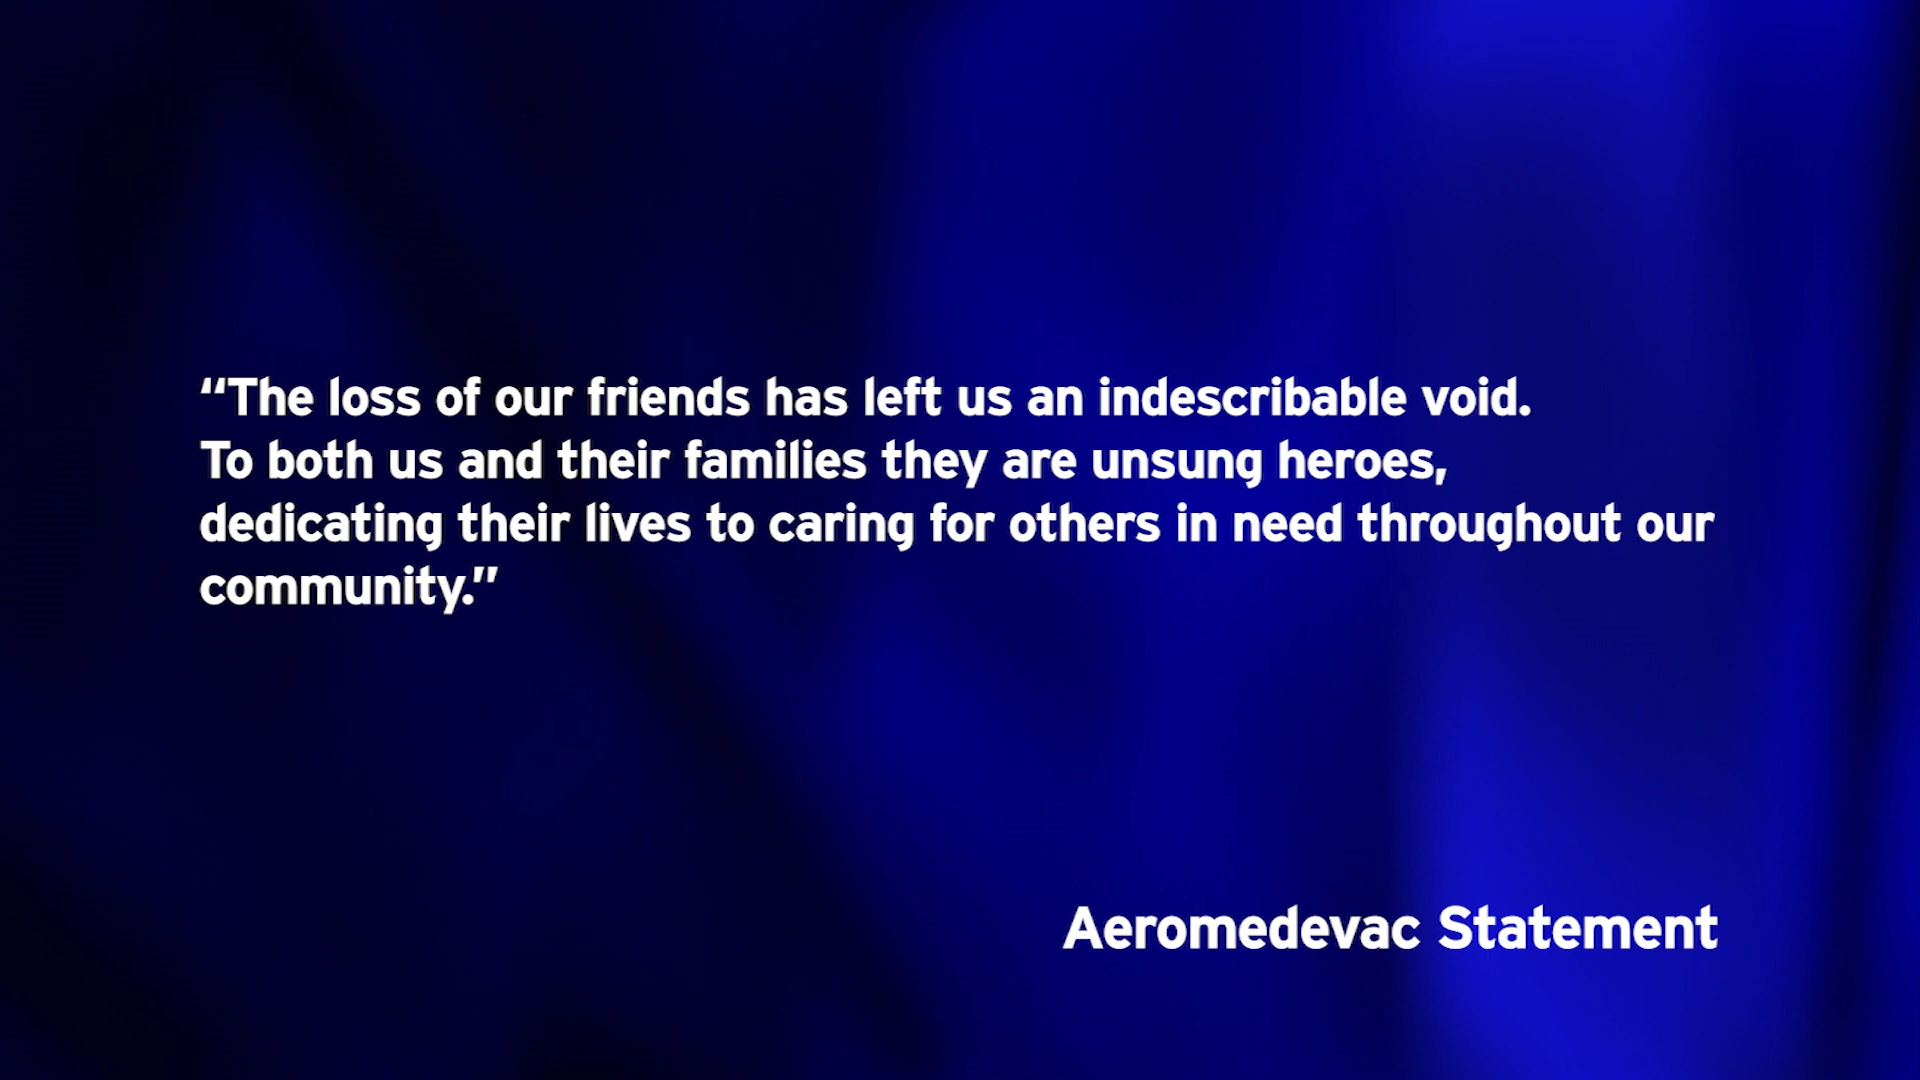 “The loss of our friends has left us an indescribable void.
To both us and their families they are unsung heroes,
dedicating their lives to caring for others in need throughout our
community.”
Aeromedevac Statement